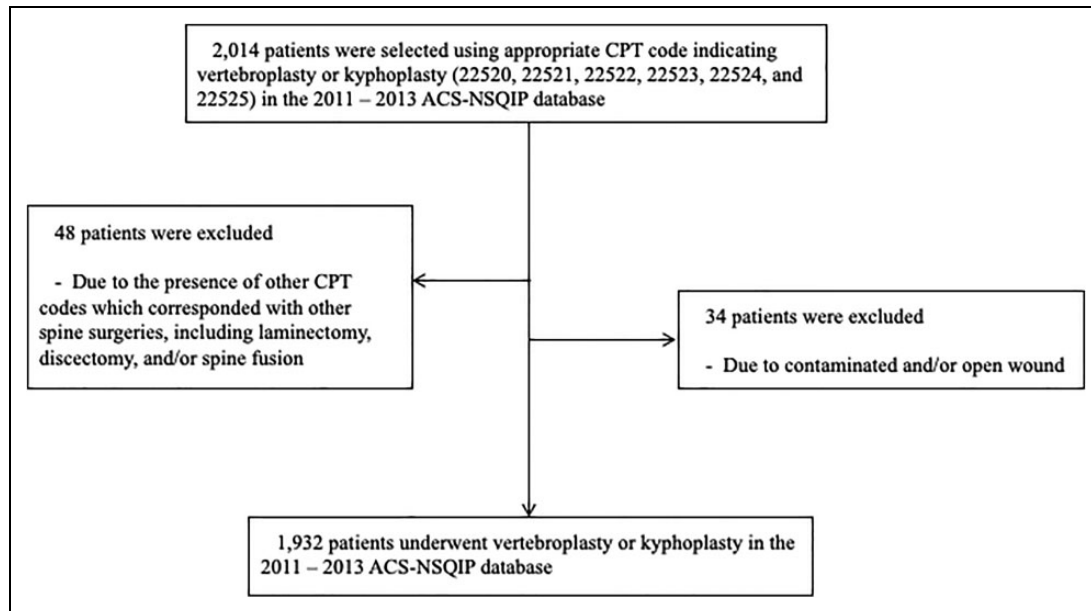 2,014 patients were selected using appropriate CPT code indicating
vertebroplasty or kyphoplasty (22520, 22521, 22522, 22523, 22524, and
22525) in the 2011 – 2013 ACS-NSQIP database
48 patients were excluded
- Due to the presence of other CPT
codes which corresponded with other
spine surgeries, including laminectomy,
discectomy, and/or spine fusion
34 patients were excluded
- Due to contaminated and/or open wound
1,932 patients underwent vertebroplasty or kyphoplasty in the
2011 – 2013 ACS-NSQIP database